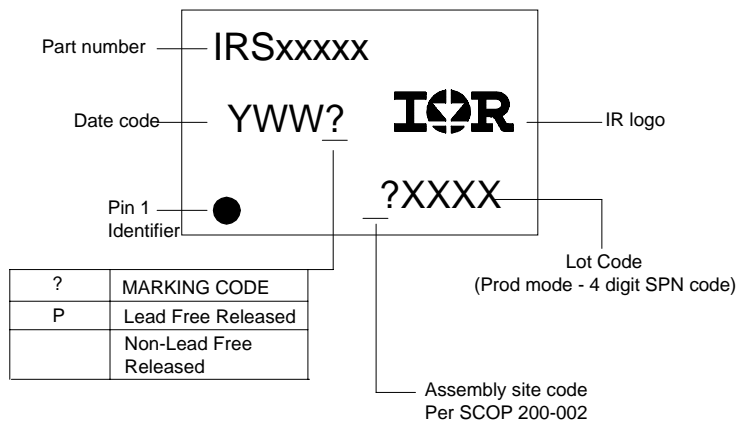 Part number
IRSxxxxx
Date code
YWW?
IOR
IR logo
?XXXX
Pin 1
Identifier
Lot Code
(Prod mode - 4 digit SPN code)
? MARKING CODE
P Lead Free Released
Non-Lead Free
Released
Assembly site code
Per SCOP 200-002